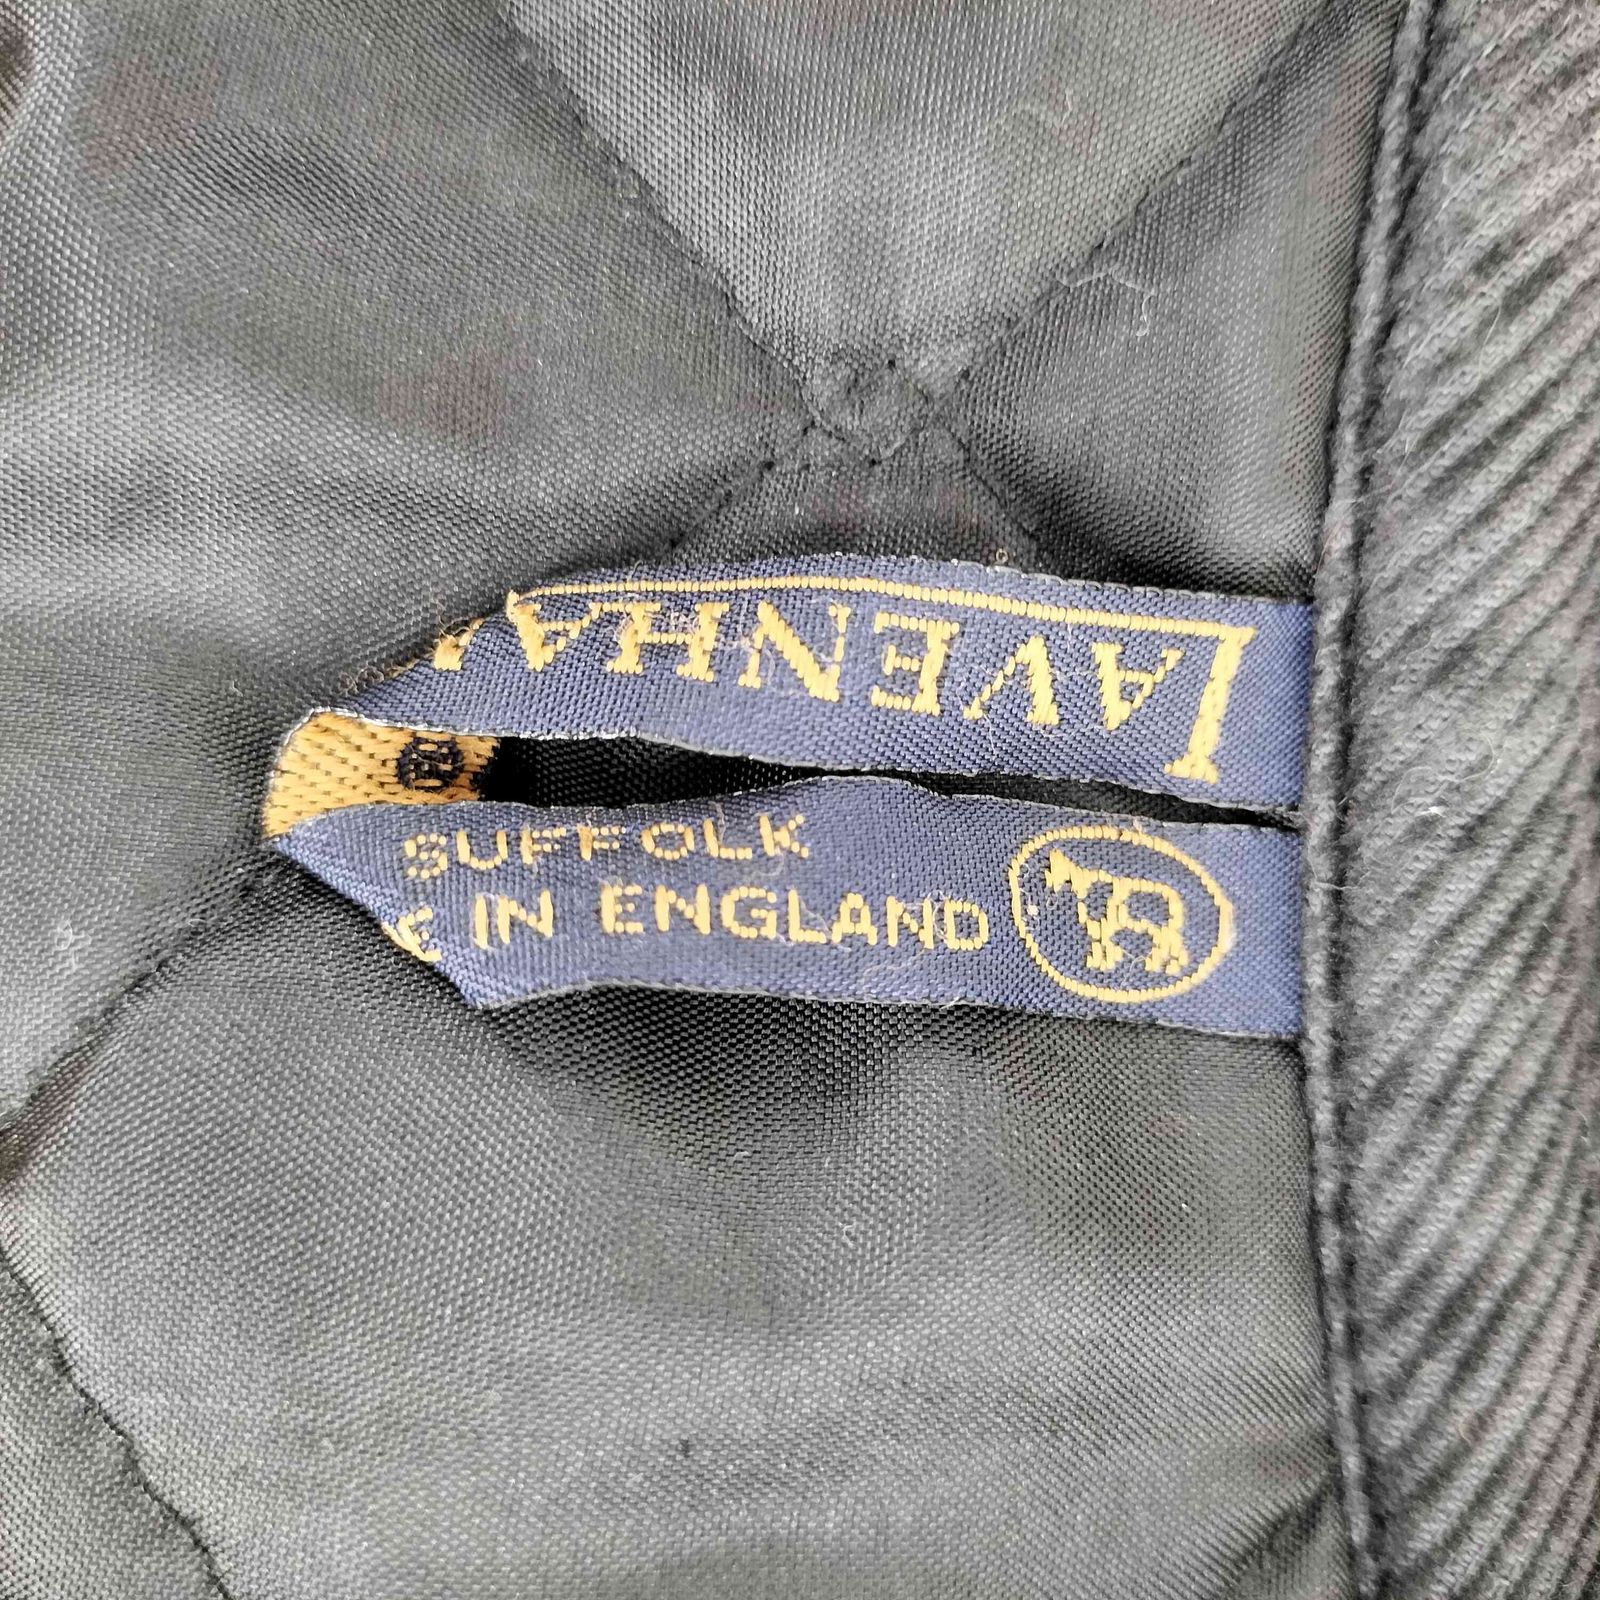 LAVENHA
SUFFOLK
E IN ENGLAND